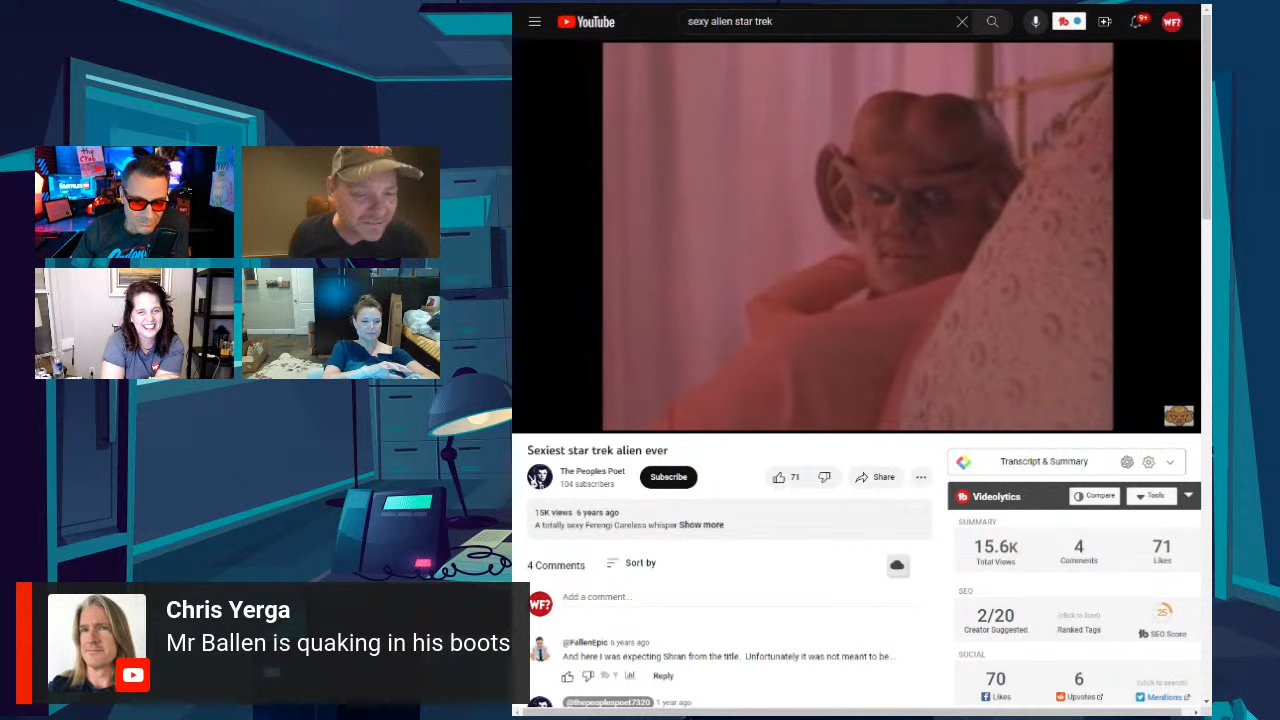 YouTube
sexy alien star trek
9+
WF?
the
Sexiest star trek alien ever
The Peoples Poet
104 subscribers
Subscribe
71
Share
15K views 6 years ago
A totally sexy Ferengi Careless whisper Show more
4 Comments
Sort by
WF?
Add a comment...
@FallenEpic 6 years ago
And here I was expecting Shran from the title. Unfortunately it was not meant to be...
Reply
@thepeoplespoet7320 1 year ago
Transcript & Summary
Videolytics
Compare
Tools
SUMMARY
15.6K
Total Views
4
Comments
71
Likes
SEO
2/20
Creator Suggested
(click to load)
Ranked Tags
25
SEO Score
SOCIAL
70
Likes
6
Upvotes
(click to search)
Mentions
Chris Yerga
Mr Ballen is quaking in his boots